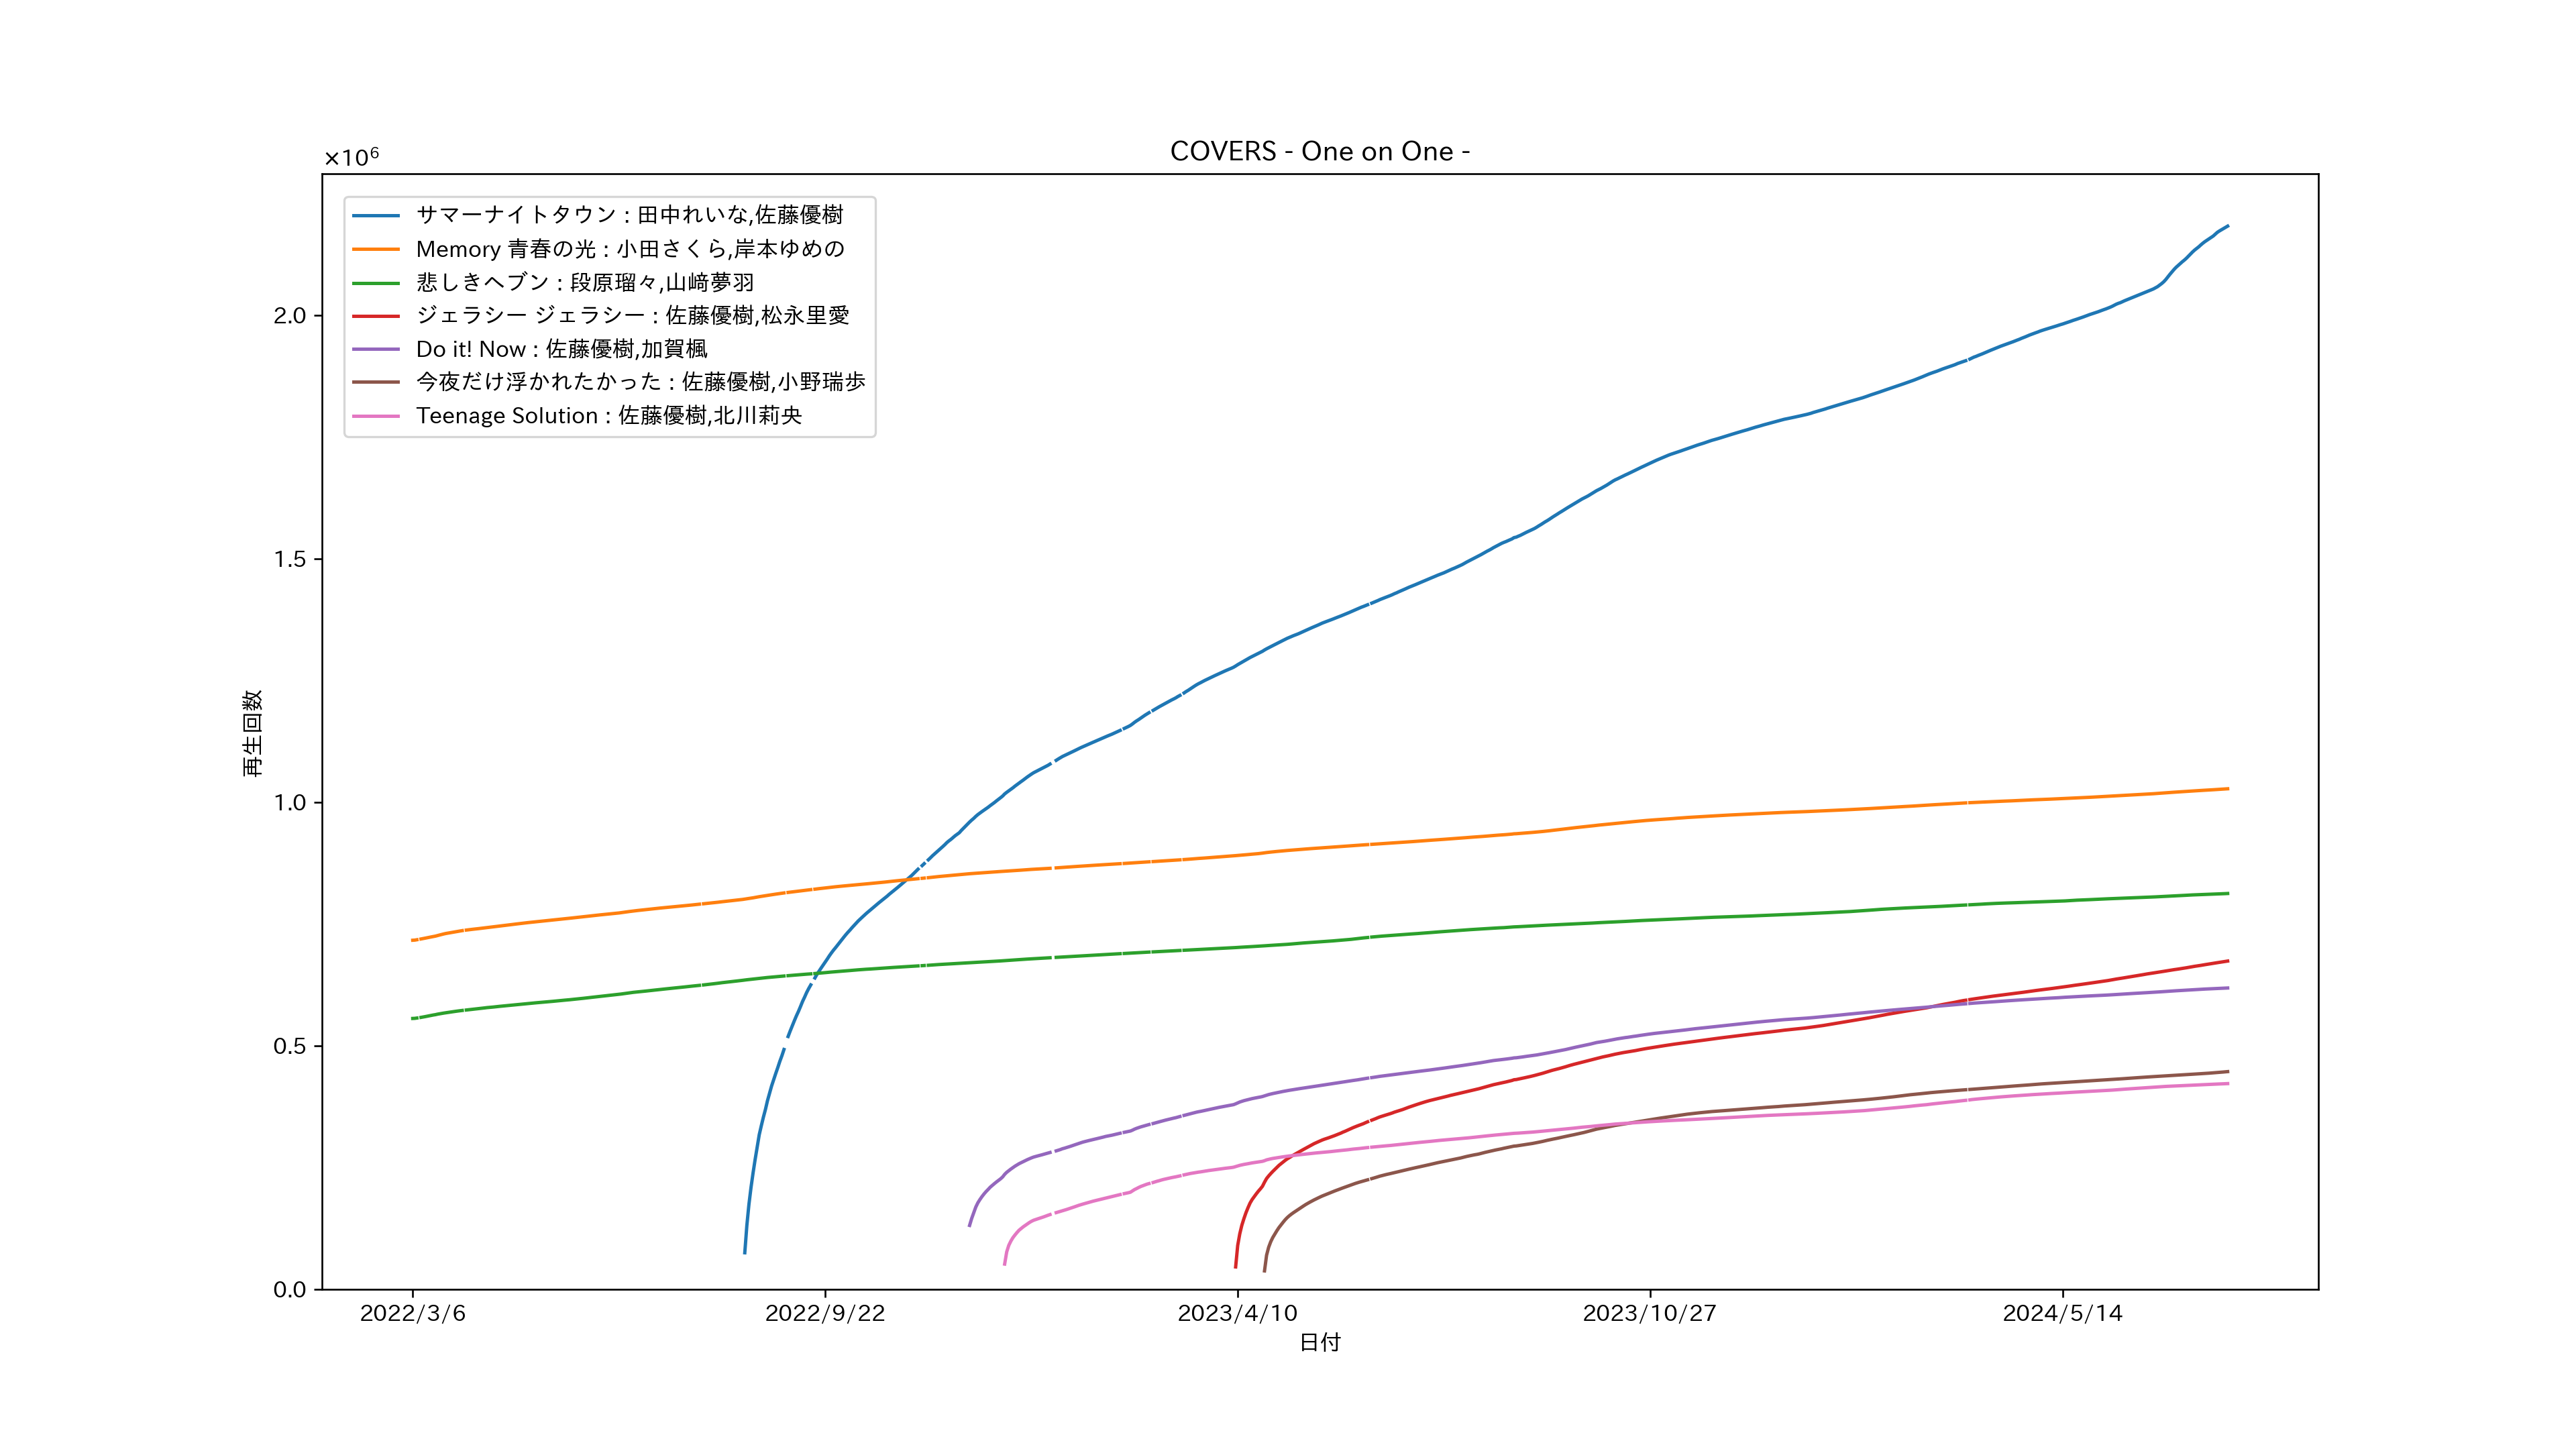 COVERS - One on One -
×10⁶
サマーナイトタウン : 田中れいな,佐藤優樹
Memory 青春の光 : 小田さくら,岸本ゆめの
悲しきヘブン : 段原瑠々,山﨑夢羽
ジェラシー ジェラシー : 佐藤優樹,松永里愛
Do it! Now : 佐藤優樹,加賀楓
今夜だけ浮かれたかった : 佐藤優樹,小野瑞歩
Teenage Solution : 佐藤優樹,北川莉央
2.0
1.5
1.0
0.5
0.0
再生回数
2022/3/6
2022/9/22
2023/4/10
2023/10/27
2024/5/14
日付